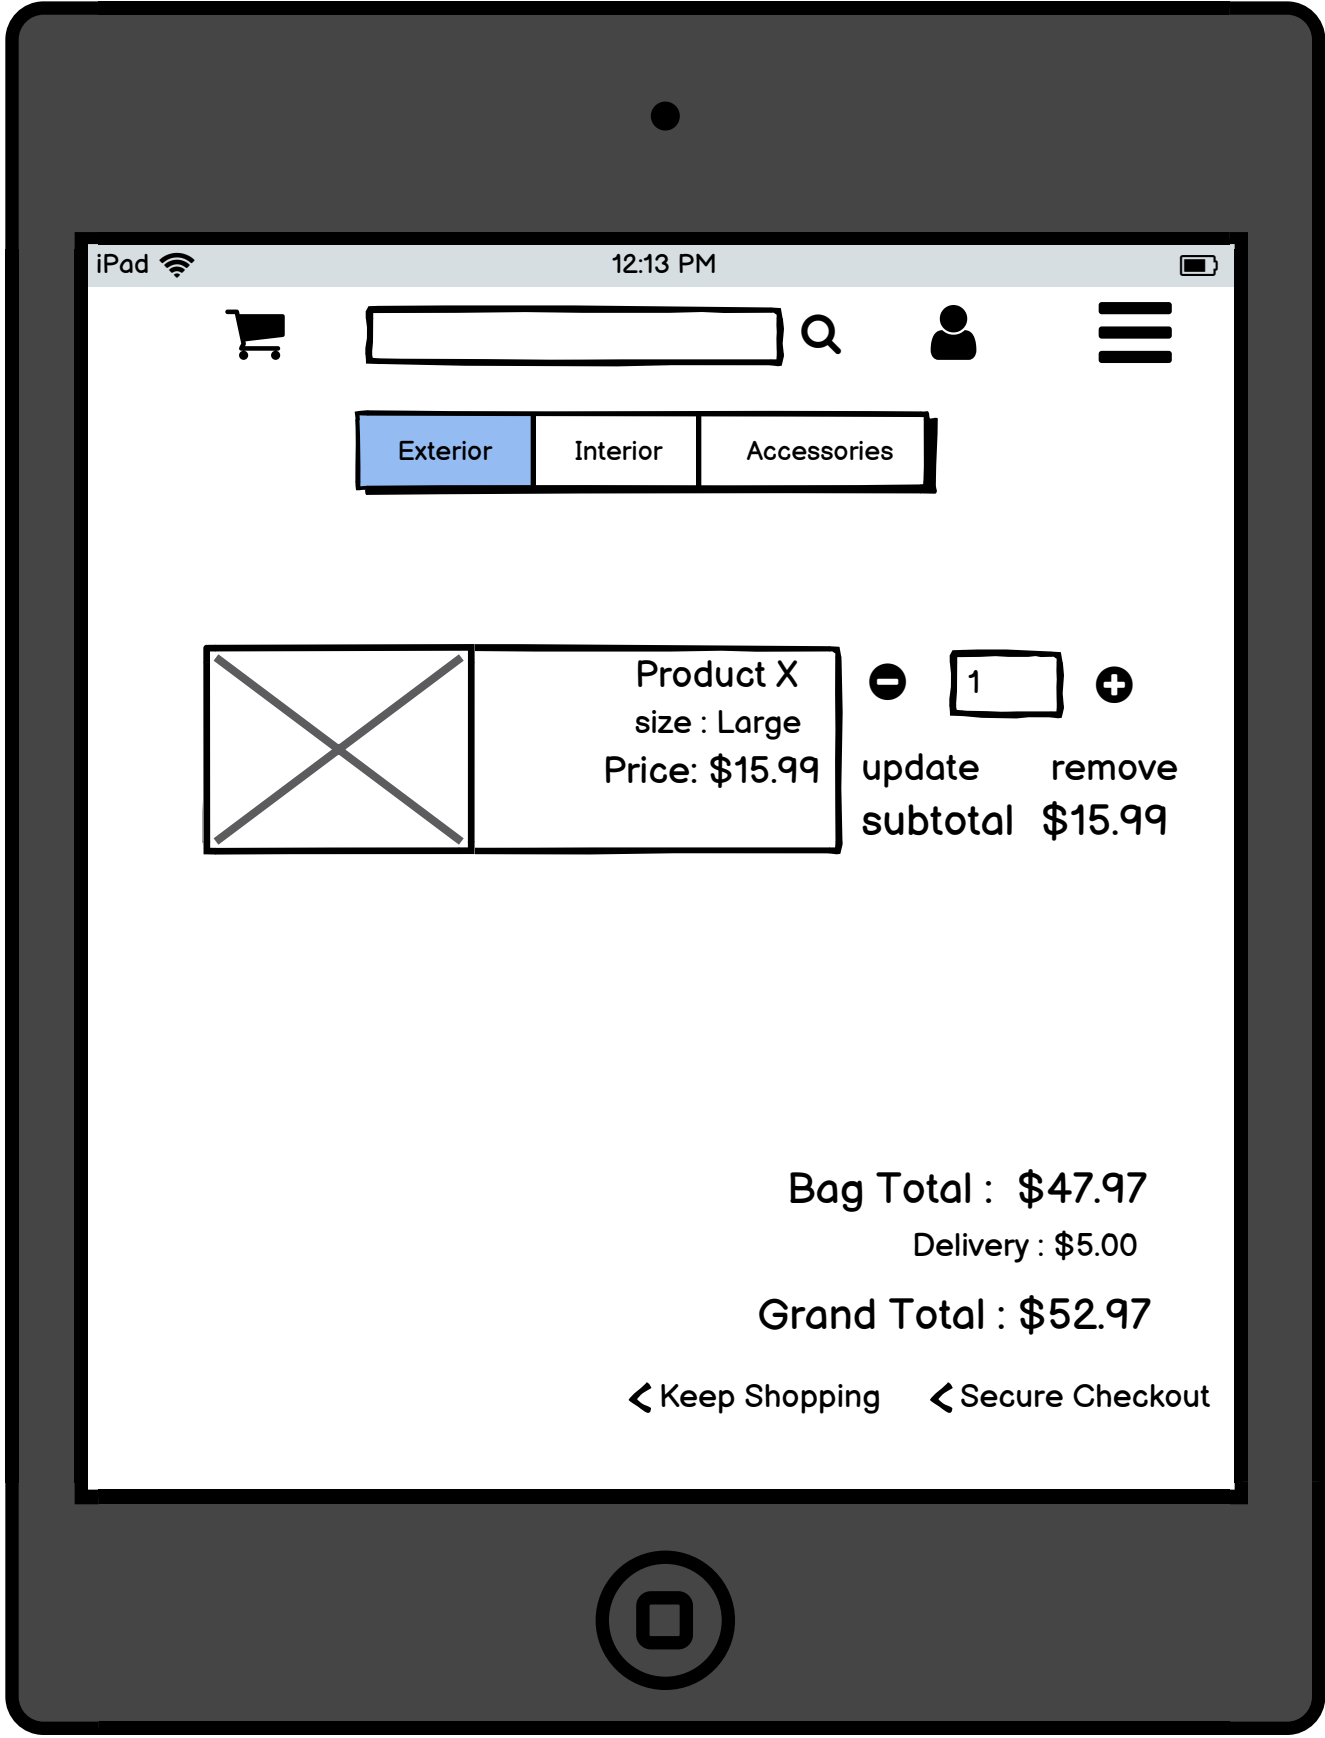 iPad 12:13 PM
Exterior Interior Accessories
Product X
size : Large
Price: $15.99
1
update remove
subtotal $15.99
Bag Total : $47.97
Delivery : $5.00
Grand Total : $52.97
Keep Shopping Secure Checkout